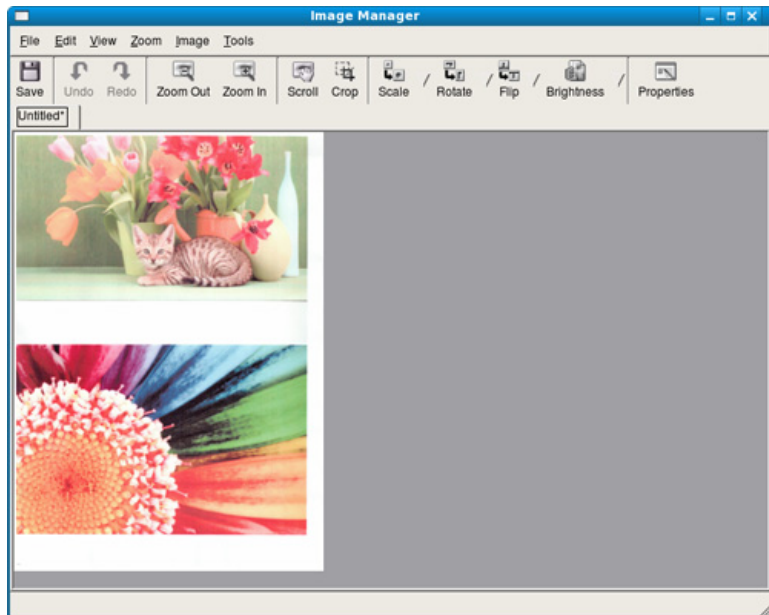 Image Manager
File Edit View Zoom Image Tools
Save Undo Redo Zoom Out Zoom In Scroll Crop Scale Rotate Flip Brightness Properties
Untitled*